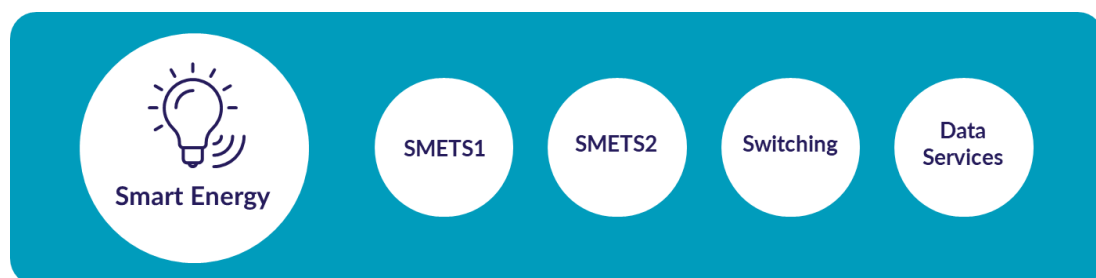 Smart Energy
SMETS1
SMETS2
Switching
Data
Services